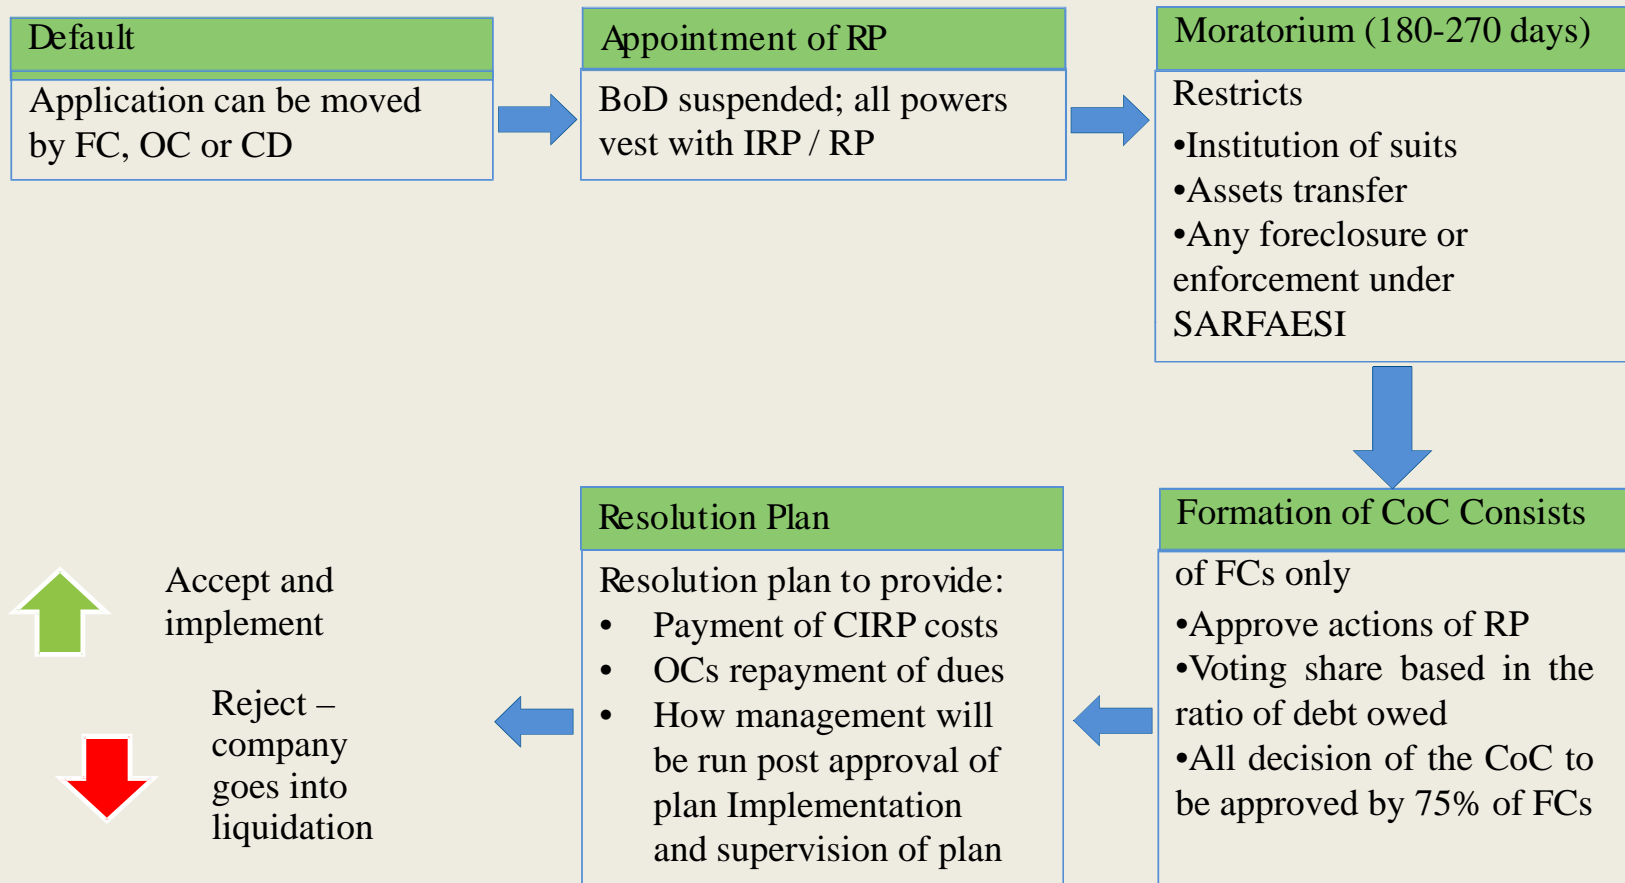 Default
Application can be moved
by FC, OC or CD
Appointment of RP
BoD suspended; all powers
vest with IRP / RP
Moratorium (180-270 days)
Restricts
•Institution of suits
•Assets transfer
•Any foreclosure or
enforcement under
SARFAESI
Formation of CoC Consists
of FCs only
•Approve actions of RP
•Voting share based in the
ratio of debt owed
•All decision of the CoC to
be approved by 75% of FCs
Resolution Plan
Resolution plan to provide:
• Payment of CIRP costs
• OCs repayment of dues
• How management will
be run post approval of
plan Implementation
and supervision of plan
Accept and
implement
Reject –
company
goes into
liquidation